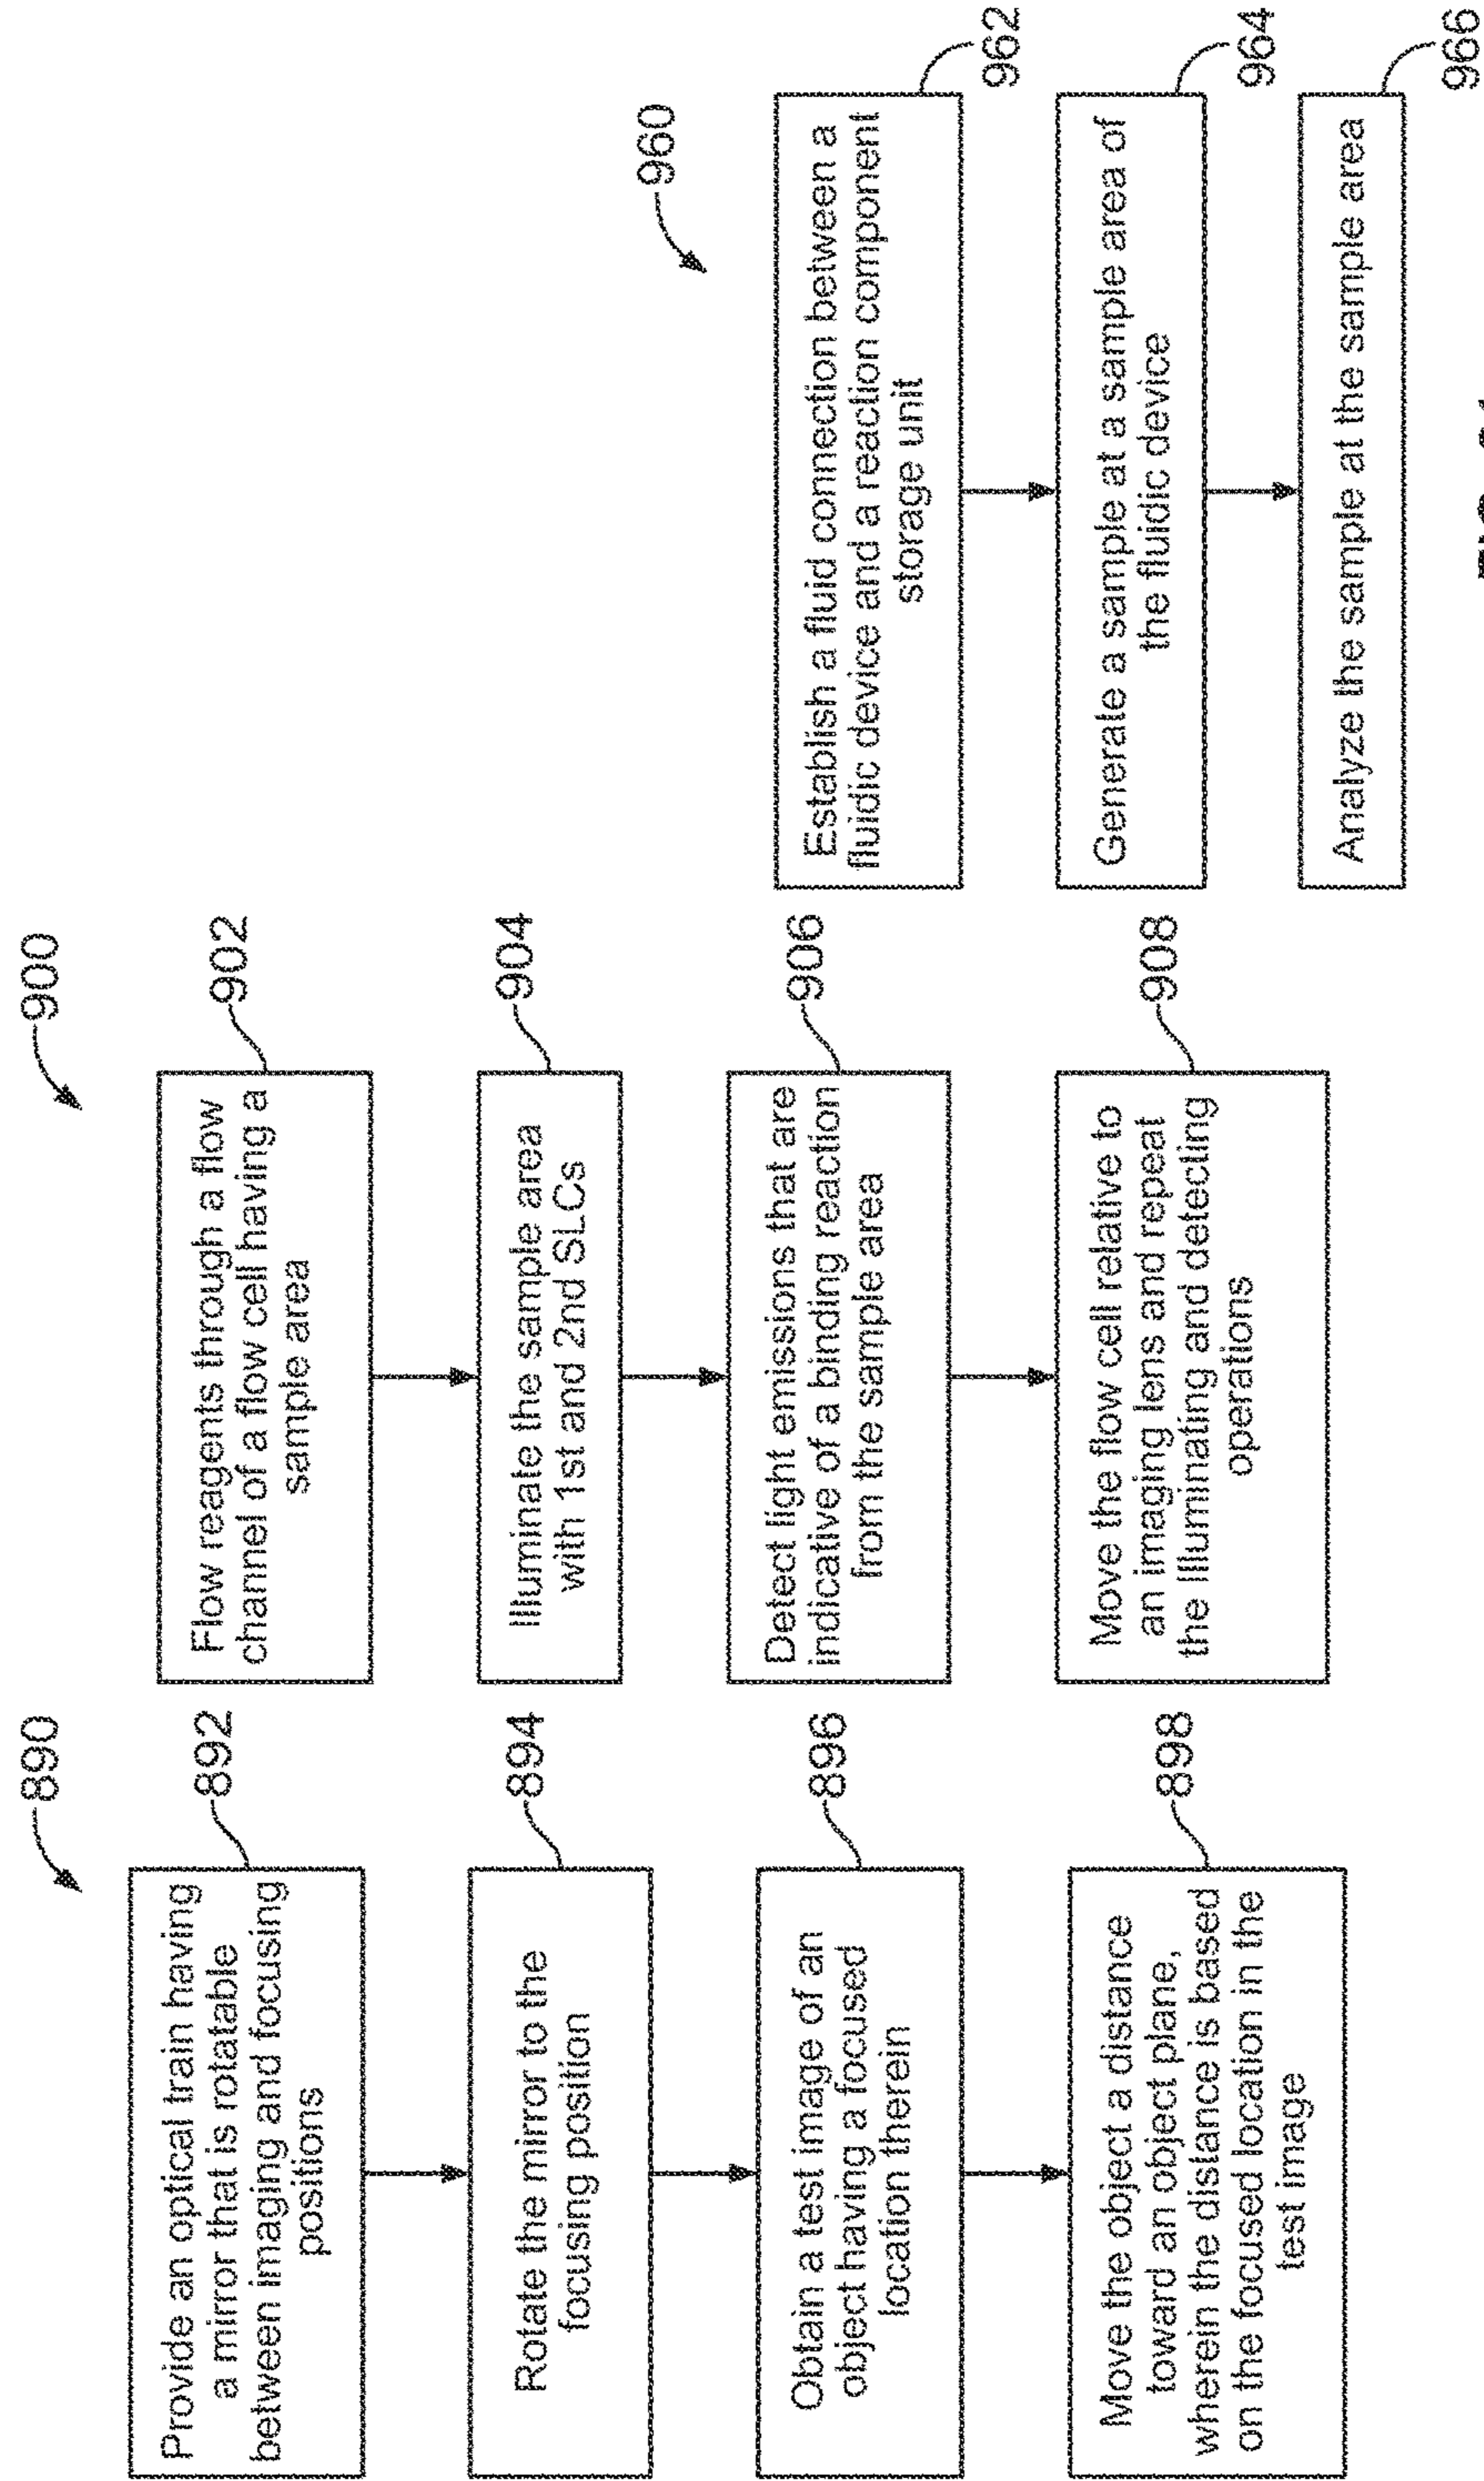 890
Provide an optical train having
a mirror that is rotatable
between imaging and focusing
positions
892
Rotate the mirror to the
focusing position
894
Obtain a test image of an
object having a focused
location therein
896
Move the object a distance
toward an object plane,
wherein the distance is based
on the focused location in the
test image
898
900
Flow reagents through a flow
channel of a flow cell having a
sample area
902
Illuminate the sample area
with 1st and 2nd SLCs
904
Detect light emissions that are
indicative of a binding reaction
from the sample area
906
Move the flow cell relative to
an imaging lens and repeat
the illuminating and detecting
operations
908
960
Establish a fluid connection between a
fluidic device and a reaction component
storage unit
962
Generate a sample at a sample area of
the fluidic device
964
Analyze the sample at the sample area
966